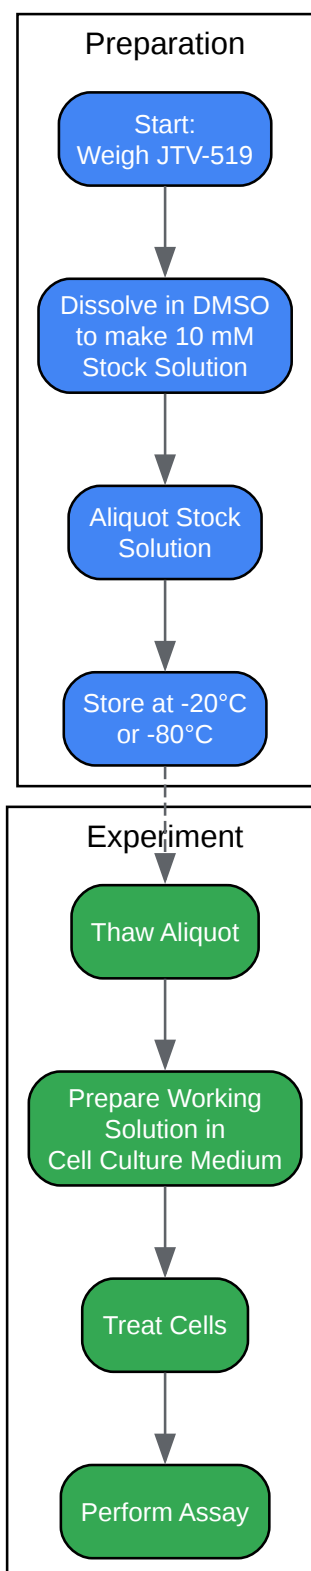 Preparation
Start:
Weigh JTV-519
Dissolve in DMSO
to make 10 mM
Stock Solution
Aliquot Stock
Solution
Store at -20°C
or -80°C
Experiment
Thaw Aliquot
Prepare Working
Solution in
Cell Culture Medium
Treat Cells
Perform Assay